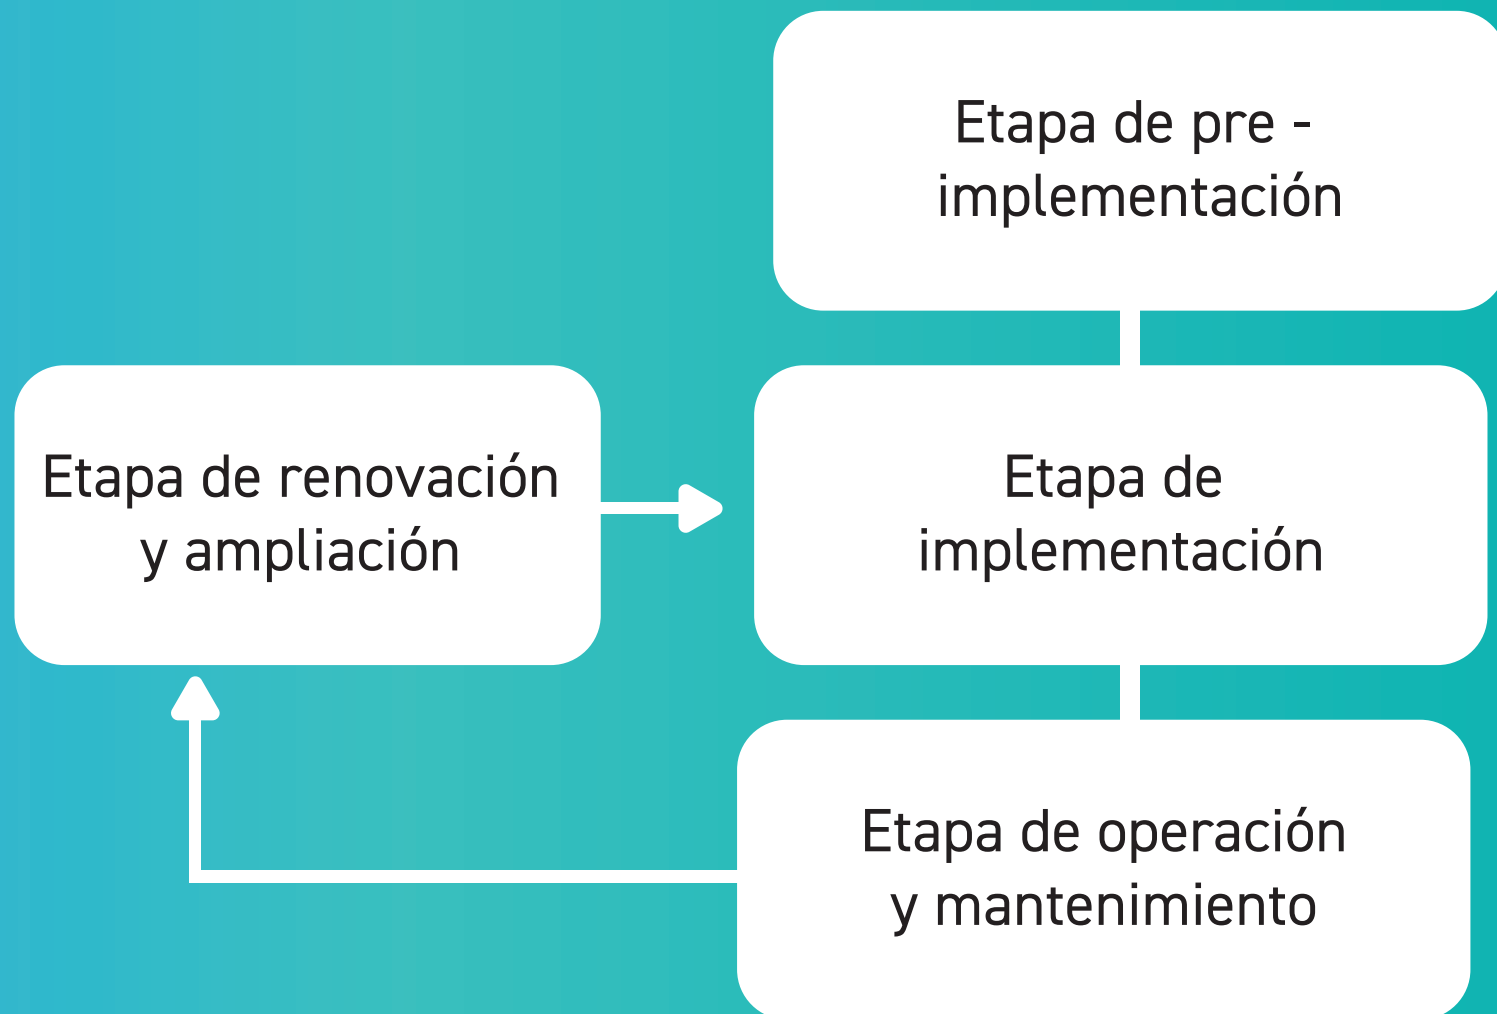 Etapa de pre -
implementación
Etapa de renovación
y ampliación
Etapa de
implementación
Etapa de operación
y mantenimiento